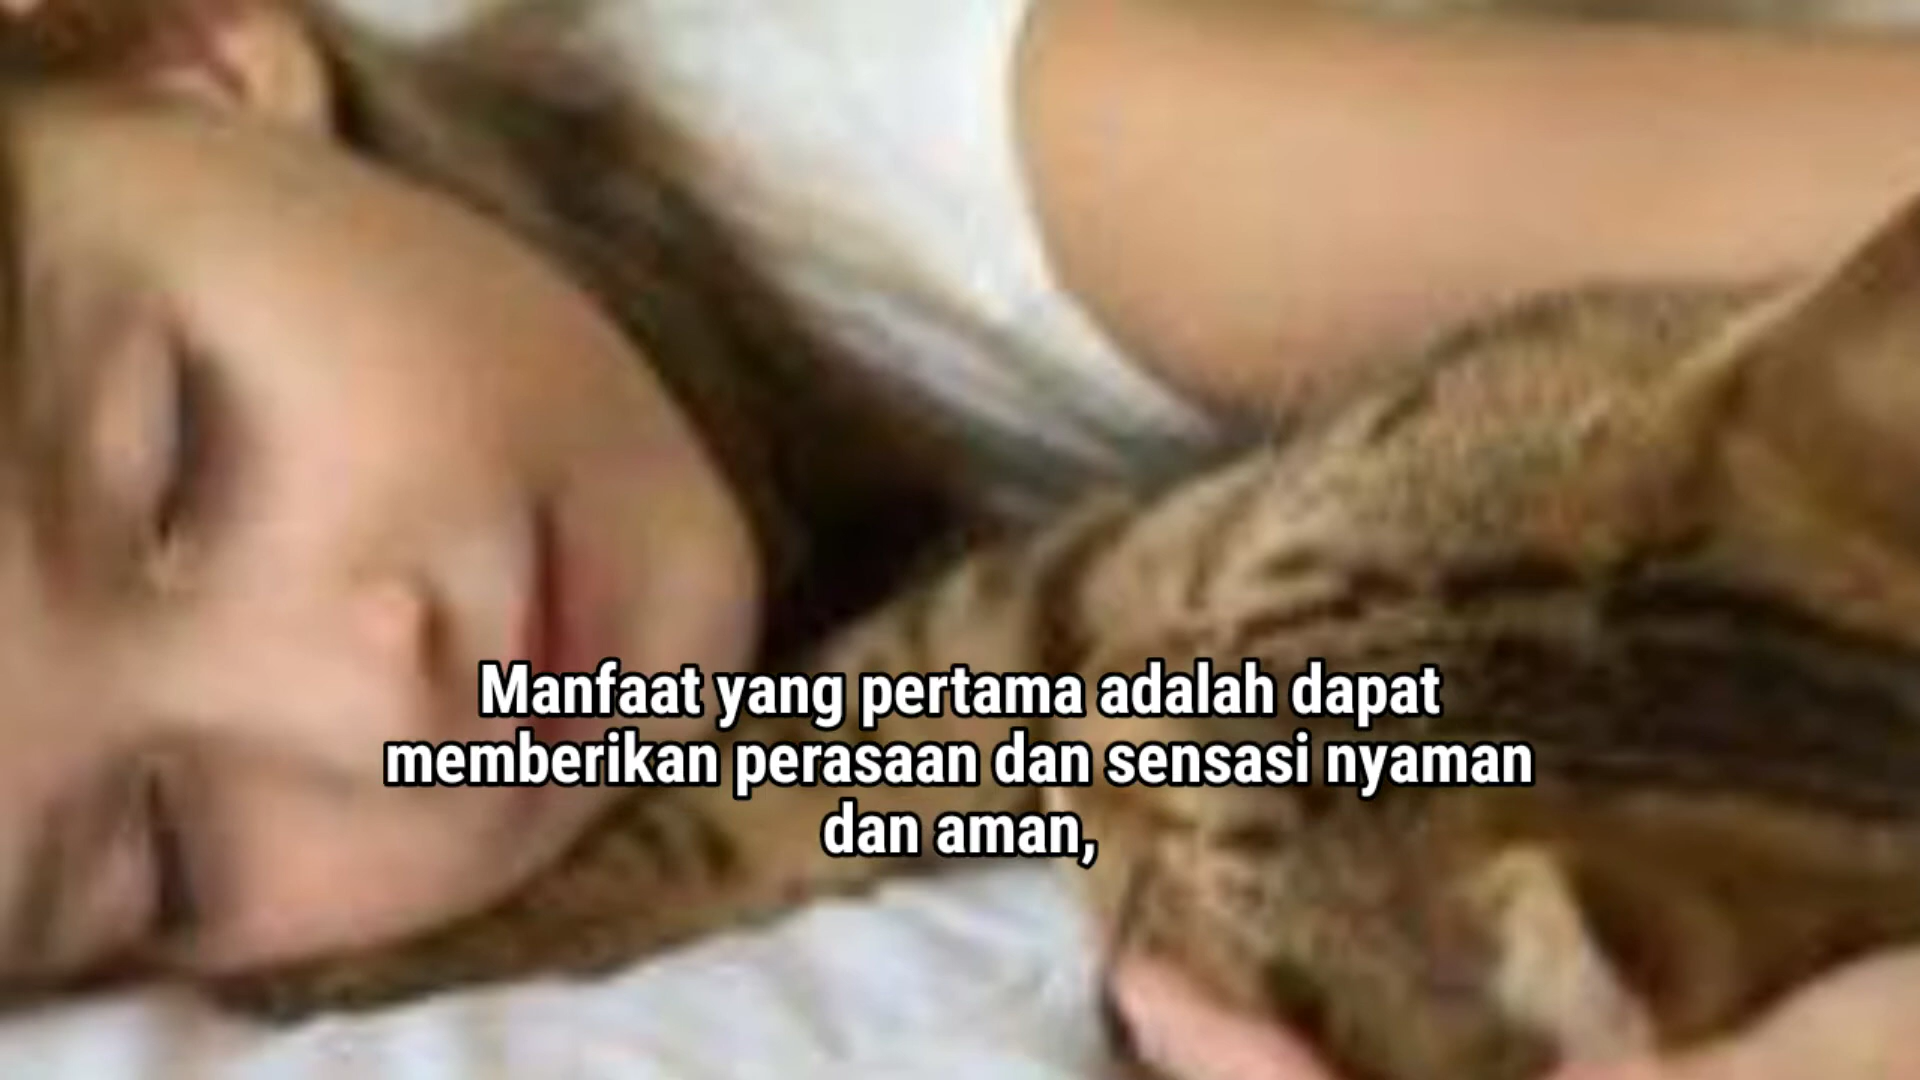 Manfaat yang pertama adalah dapat
memberikan perasaan dan sensasi nyaman
dan aman,